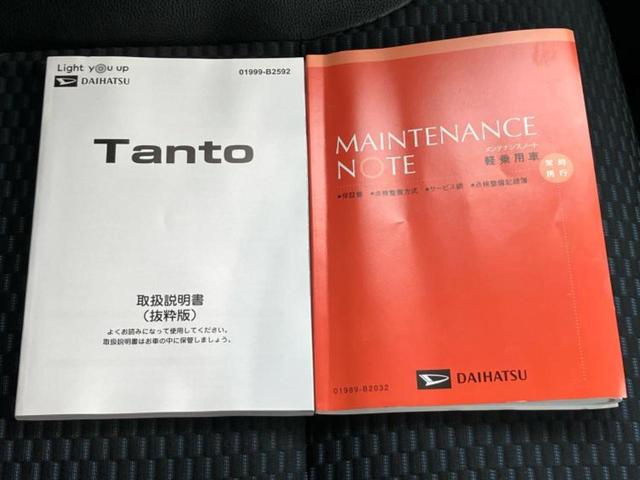 Light you up
DAIHATSU
01999-B2592
Tanto
取扱説明書
（抜粋版）
よくお読みになって使用してください。
取扱説明書はお車の中に保管しましょう。
MAINTENANCE
NOTE
メンテナンスノート
軽乗用車
常時
携行
●保証書 ●点検整備方式 ●サービス網 ●点検整備記録簿
01989-B2032
DAIHATSU